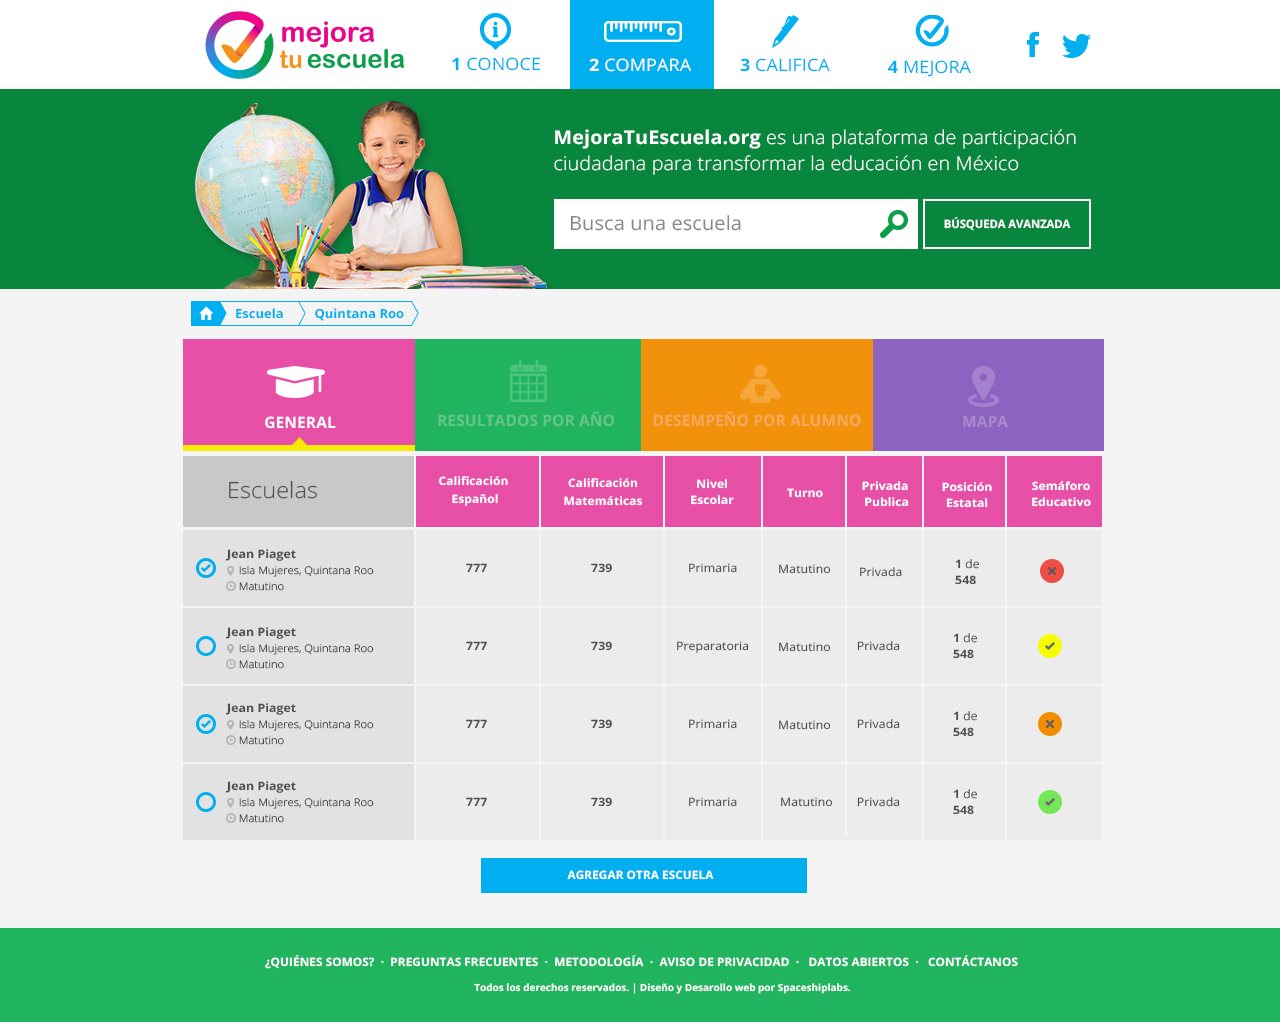 mejora
tu escuela
1 CONOCE
2 COMPARA
3 CALIFICA
4 MEJORA
MejoraTuEscuela.org es una plataforma de participación
ciudadana para transformar la educación en México
Busca una escuela
BÚSQUEDA AVANZADA
Escuela
Quintana Roo
GENERAL
RESULTADOS POR AÑO
DESEMPEÑO POR ALUMNO
MAPA
Escuelas
Calificación
Español
Calificación
Matemáticas
Nivel
Escolar
Turno
Privada
Publica
Posición
Estatal
Semáforo
Educativo
Jean Piaget
Isla Mujeres, Quintana Roo
Matutino
777
739
Primaria
Matutino
Privada
1 de
548
Jean Piaget
Isla Mujeres, Quintana Roo
Matutino
777
739
Preparatoria
Matutino
Privada
1 de
548
Jean Piaget
Isla Mujeres, Quintana Roo
Matutino
777
739
Primaria
Matutino
Privada
1 de
548
Jean Piaget
Isla Mujeres, Quintana Roo
Matutino
777
739
Primaria
Matutino
Privada
1 de
548
AGREGAR OTRA ESCUELA
¿QUIÉNES SOMOS? · PREGUNTAS FRECUENTES · METODOLOGÍA · AVISO DE PRIVACIDAD · DATOS ABIERTOS · CONTÁCTANOS
Todos los derechos reservados. | Diseño y Desarollo web por Spaceshiplabs.